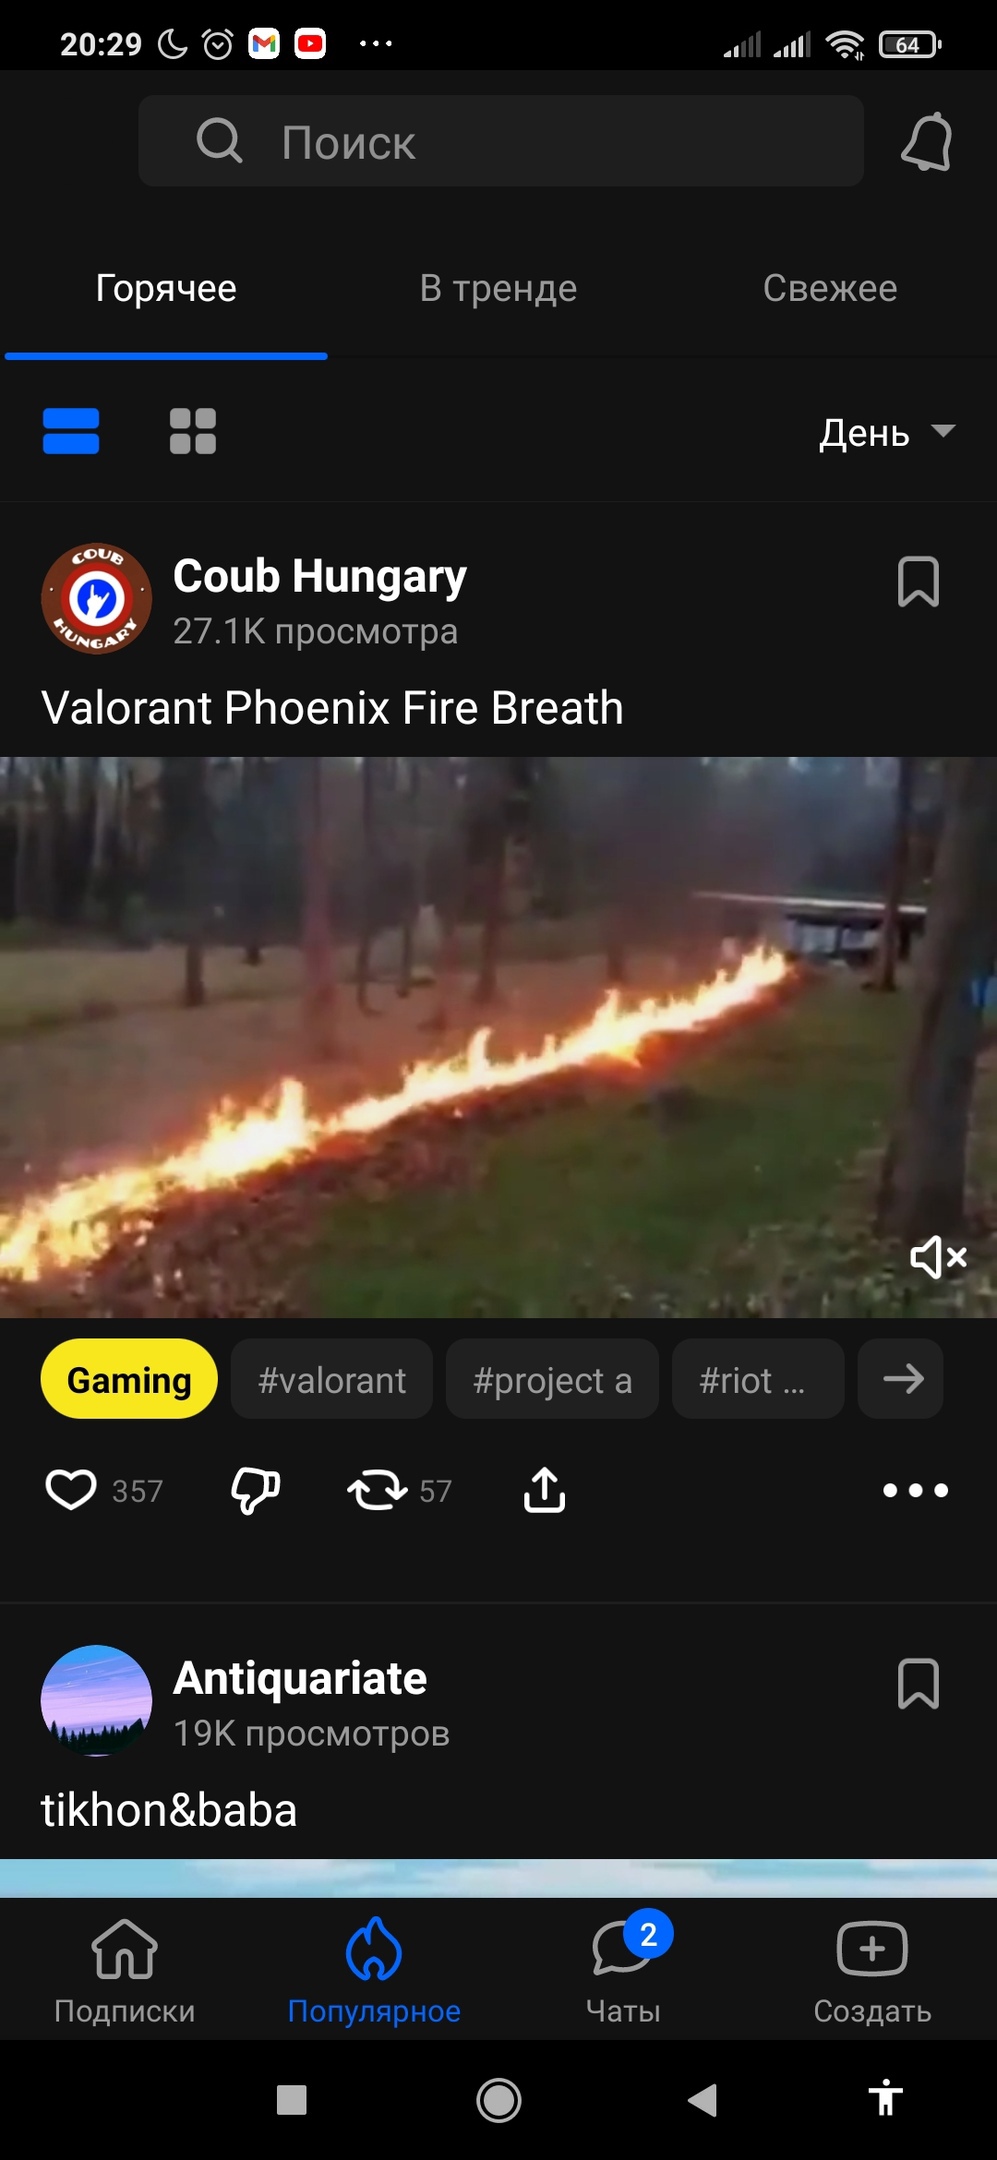 20:29
64
Поиск
Горячее
В тренде
Свежее
День
COUB
HUNGARY
Coub Hungary
27.1K просмотра
Valorant Phoenix Fire Breath
Gaming
#valorant
#project a
#riot ...
357
57
Antiquariate
19K просмотров
tikhon&baba
2
Подписки
Популярное
Чаты
Создать